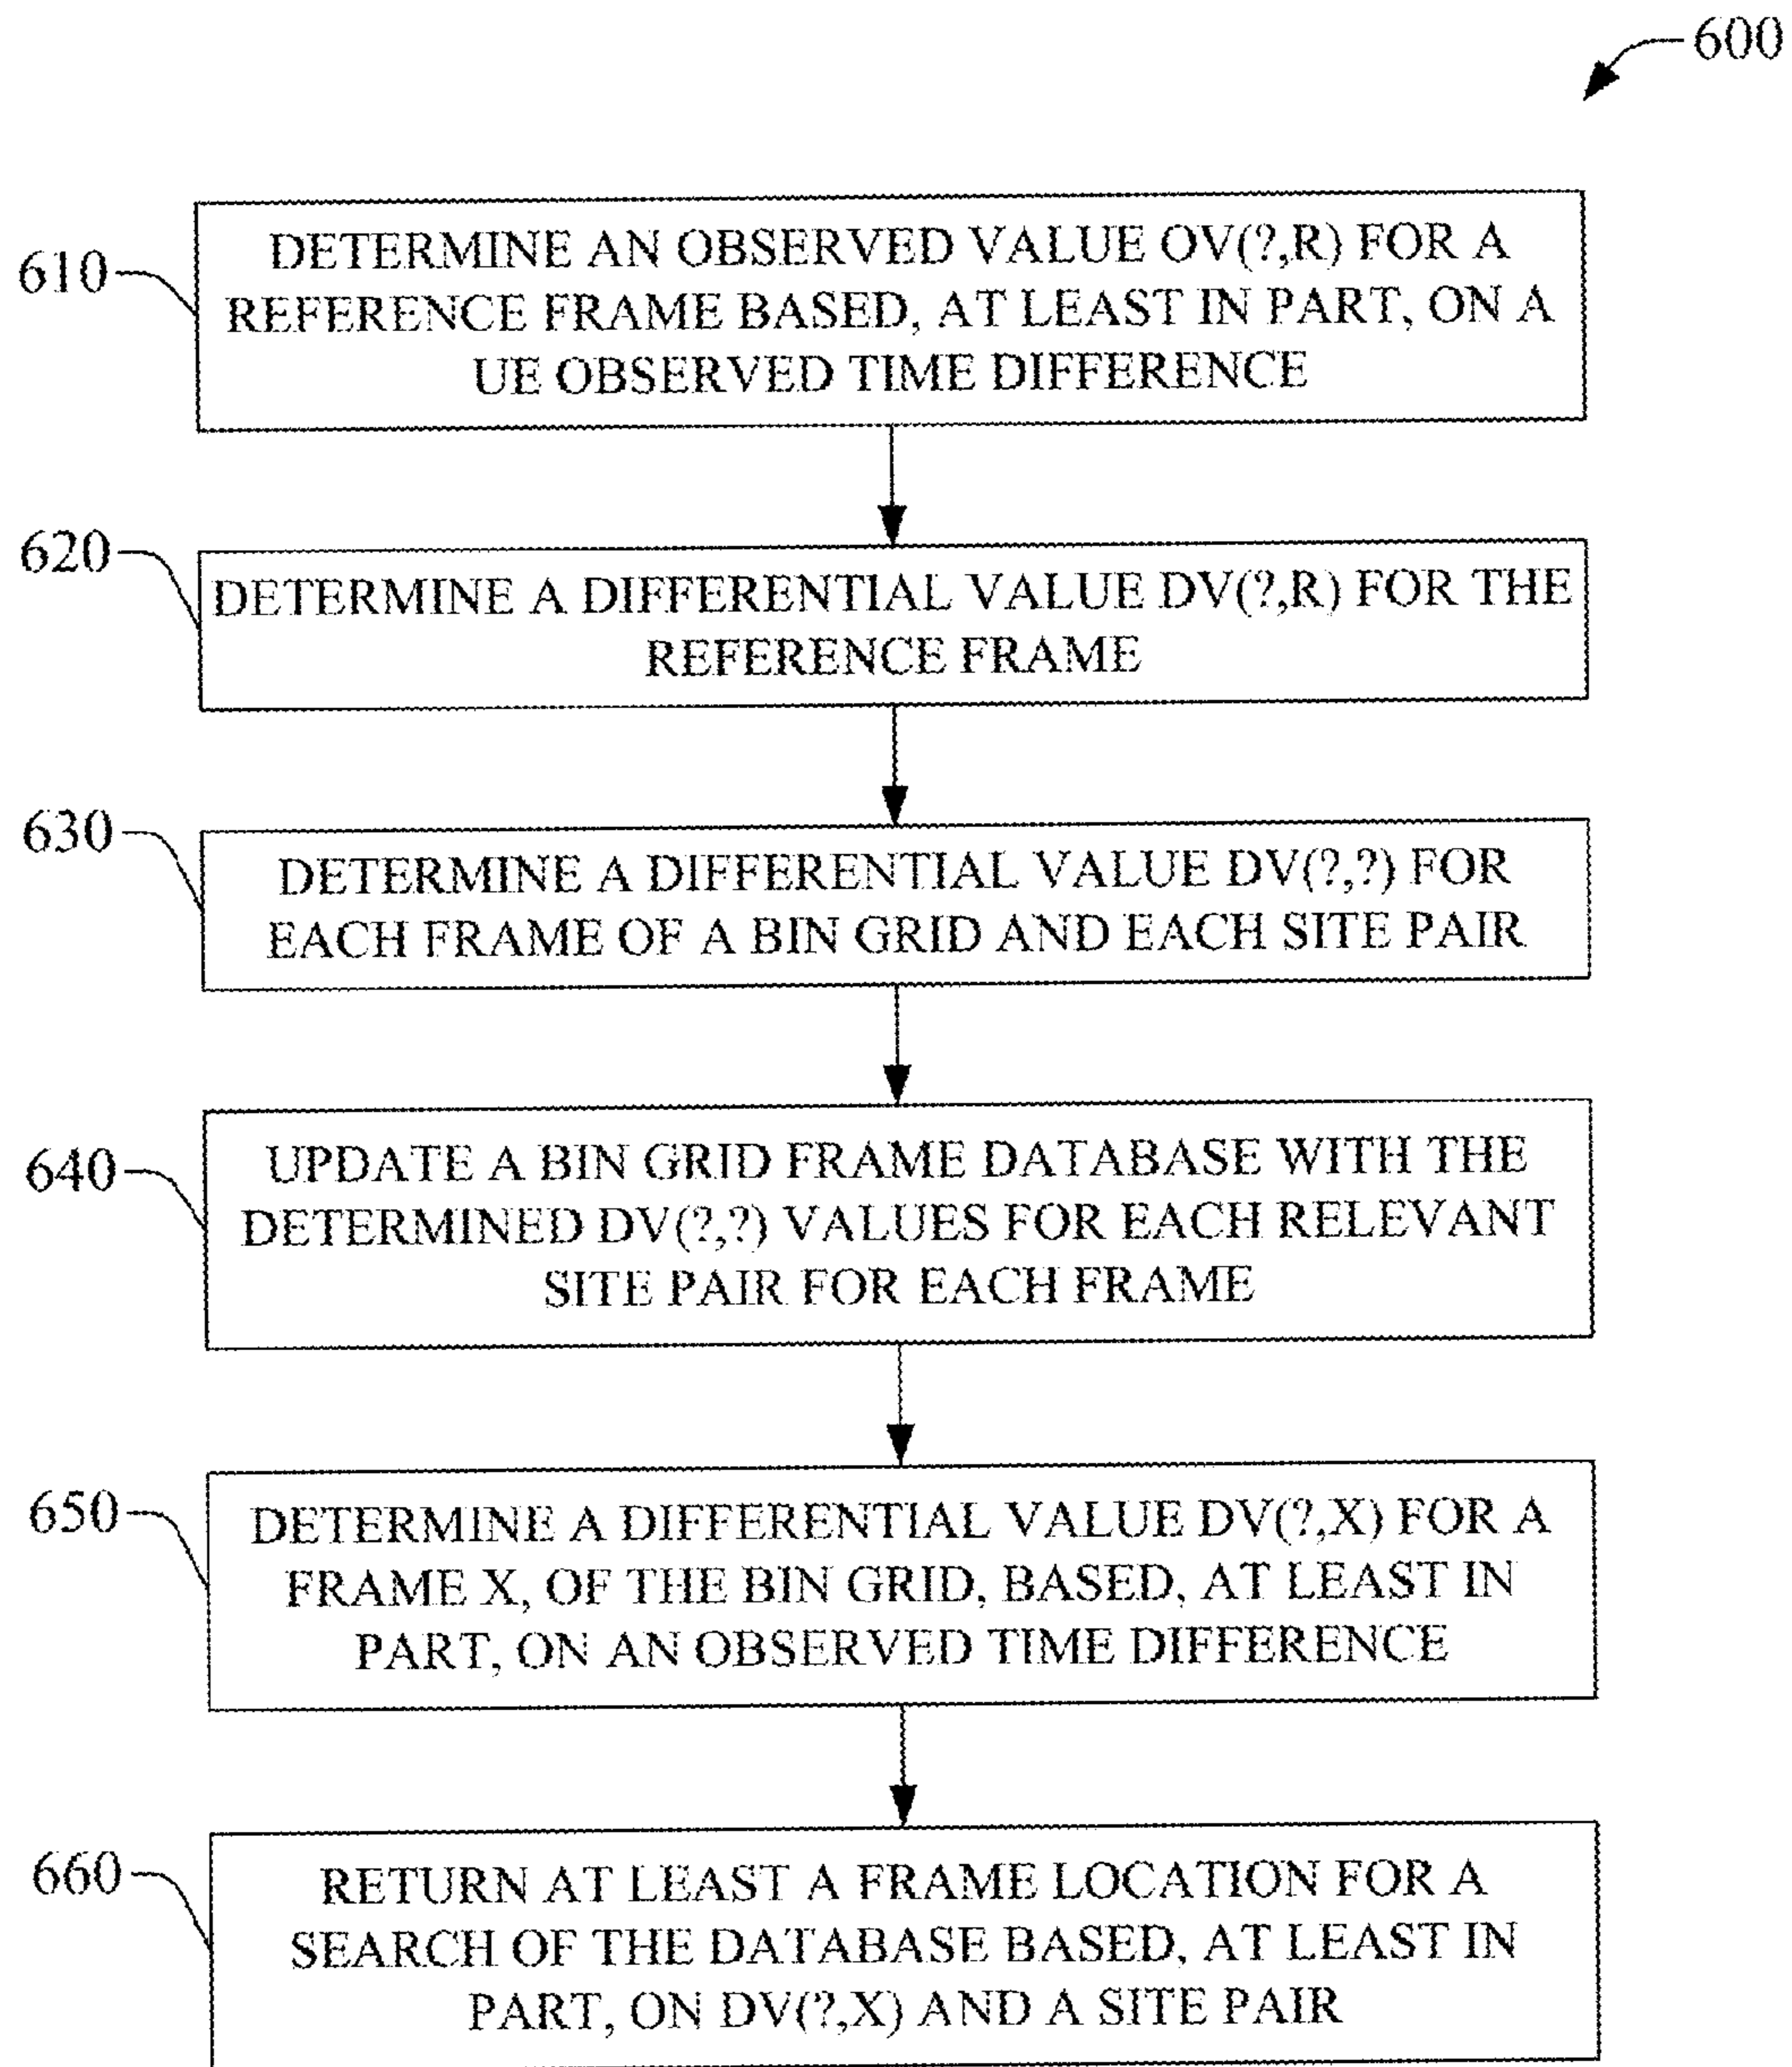 600
610
DETERMINE AN OBSERVED VALUE OV(?,R) FOR A
REFERENCE FRAME BASED, AT LEAST IN PART, ON A
UE OBSERVED TIME DIFFERENCE
620
DETERMINE A DIFFERENTIAL VALUE DV(?,R) FOR THE
REFERENCE FRAME
630
DETERMINE A DIFFERENTIAL VALUE DV(?,?) FOR
EACH FRAME OF A BIN GRID AND EACH SITE PAIR
640
UPDATE A BIN GRID FRAME DATABASE WITH THE
DETERMINED DV(?,?) VALUES FOR EACH RELEVANT
SITE PAIR FOR EACH FRAME
650
DETERMINE A DIFFERENTIAL VALUE DV(?,X) FOR A
FRAME X, OF THE BIN GRID, BASED, AT LEAST IN
PART, ON AN OBSERVED TIME DIFFERENCE
660
RETURN AT LEAST A FRAME LOCATION FOR A
SEARCH OF THE DATABASE BASED, AT LEAST IN
PART, ON DV(?,X) AND A SITE PAIR